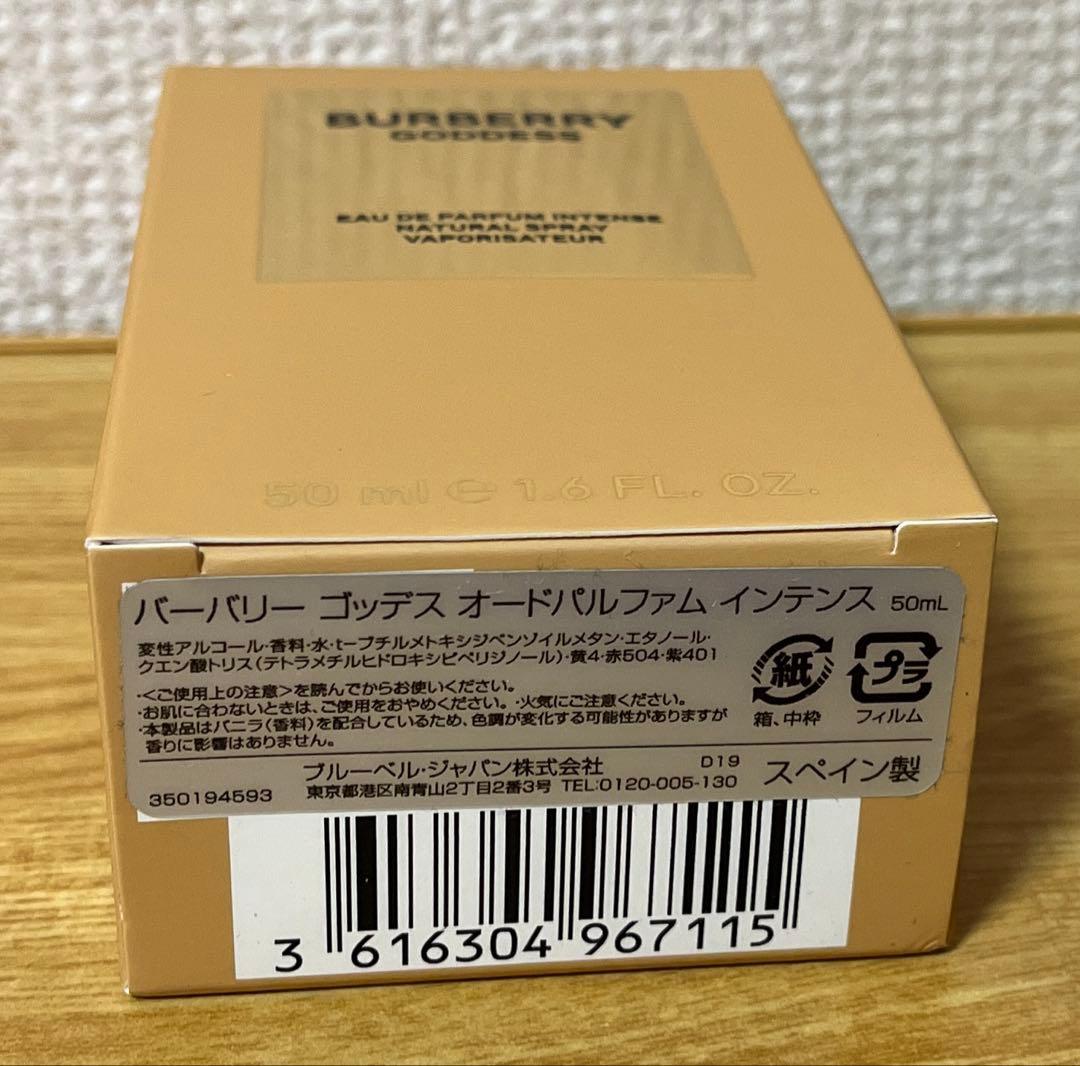 BURBERRY
GODDESS
EAU DE PARFUM INTENSE
NATURAL SPRAY
VAPORISATEUR
50 ml ℮ 1.6 FL. OZ.
バーバリー ゴッデス オードパルファム インテンス 50mL
変性アルコール・香料・水・t-ブチルメトキシジベンゾイルメタン・エタノール・
クエン酸トリス(テトラメチルヒドロキシピペリジノール)・黄4・赤504・紫401
・<ご使用上の注意>を読んでからお使いください。
・お肌に合わないときは、ご使用をおやめください。・火気にご注意ください。
・本製品はバニラ(香料)を配合しているため、色調が変化する可能性がありますが
香りに影響はありません。
紙
箱、中枠
プラ
フィルム
ブルーベル・ジャパン株式会社 D19
350194593 東京都港区南青山2丁目2番3号 TEL:0120-005-130
スペイン製
3 616304 967115